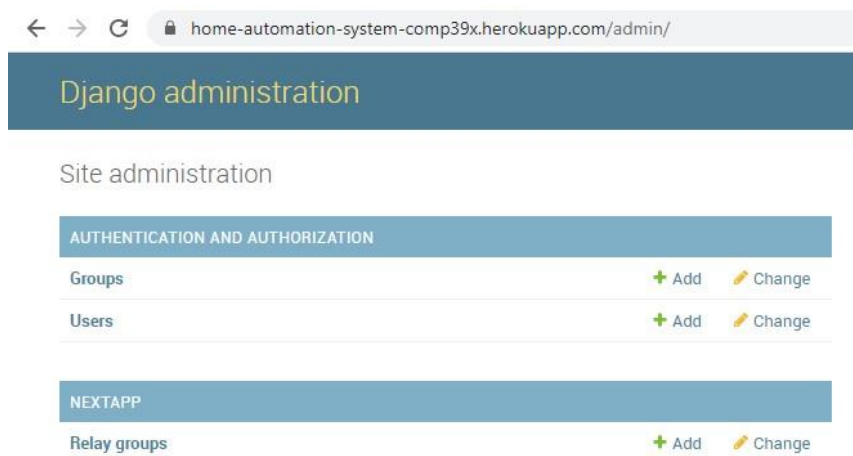 home-automation-system-comp39x.herokuapp.com/admin/
Django administration
Site administration
AUTHENTICATION AND AUTHORIZATION
Groups Add Change
Users Add Change
NEXTAPP
Relay groups Add Change